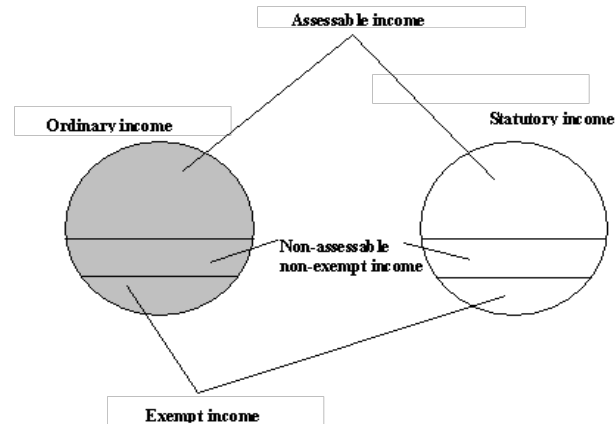 Assessable income
Ordinary income
Statutory income
Non-assessable
non-exempt income
Exempt income